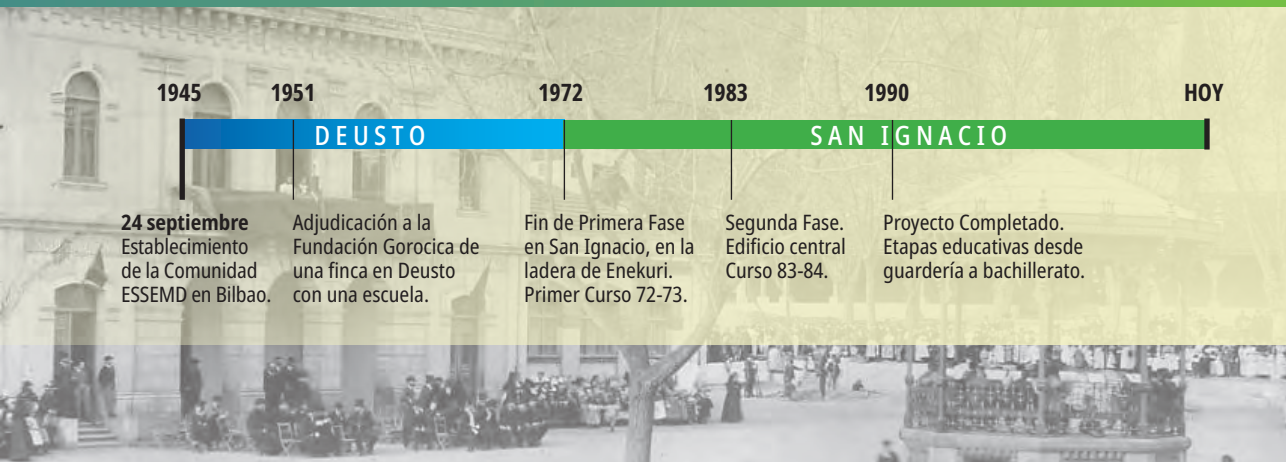 1945
1951
1972
1983
1990
HOY
DEUSTO
SAN IGNACIO
24 septiembre
Establecimiento
de la Comunidad
ESSEMD en Bilbao.
Adjudicación a la
Fundación Gorocica de
una finca en Deusto
con una escuela.
Fin de Primera Fase
en San Ignacio, en la
ladera de Enekuri.
Primer Curso 72-73.
Segunda Fase.
Edificio central
Curso 83-84.
Proyecto Completado.
Etapas educativas desde
guardería a bachillerato.